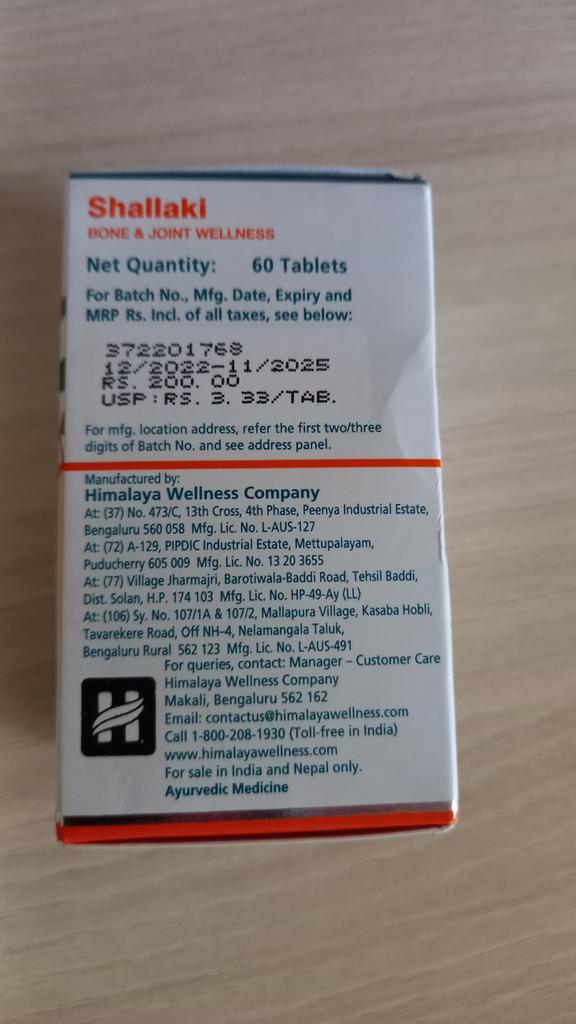 Shallaki
BONE & JOINT WELLNESS
Net Quantity: 60 Tablets
For Batch No., Mfg. Date, Expiry and
MRP Rs. Incl. of all taxes, see below:
372201768
12/2022-11/2025
RS. 200.00
USP:RS. 3.33/TAB.
For mfg. location address, refer the first two/three
digits of Batch No. and see address panel.
Manufactured by:
Himalaya Wellness Company
At: (37) No. 473/C, 13th Cross, 4th Phase, Peenya Industrial Estate,
Bengaluru 560 058 Mfg. Lic. No. L-AUS-127
At: (72) A-129, PIPDIC Industrial Estate, Mettupalayam,
Puducherry 605 009 Mfg. Lic. No. 13 20 3655
At: (77) Village Jharmajri, Barotiwala-Baddi Road, Tehsil Baddi,
Dist. Solan, H.P. 174 103 Mfg. Lic. No. HP-49-Ay (LL)
At: (106) Sy. No. 107/1A & 107/2, Mallapura Village, Kasaba Hobli,
Tavarekere Road, Off NH–4, Nelamangala Taluk,
Bengaluru Rural 562 123 Mfg. Lic. No. L-AUS-491
For queries, contact: Manager – Customer Care
Himalaya Wellness Company
Makali, Bengaluru 562 162
Email: contactus@himalayawellness.com
Call 1-800-208-1930 (Toll-free in India)
www.himalayawellness.com
For sale in India and Nepal only.
Ayurvedic Medicine